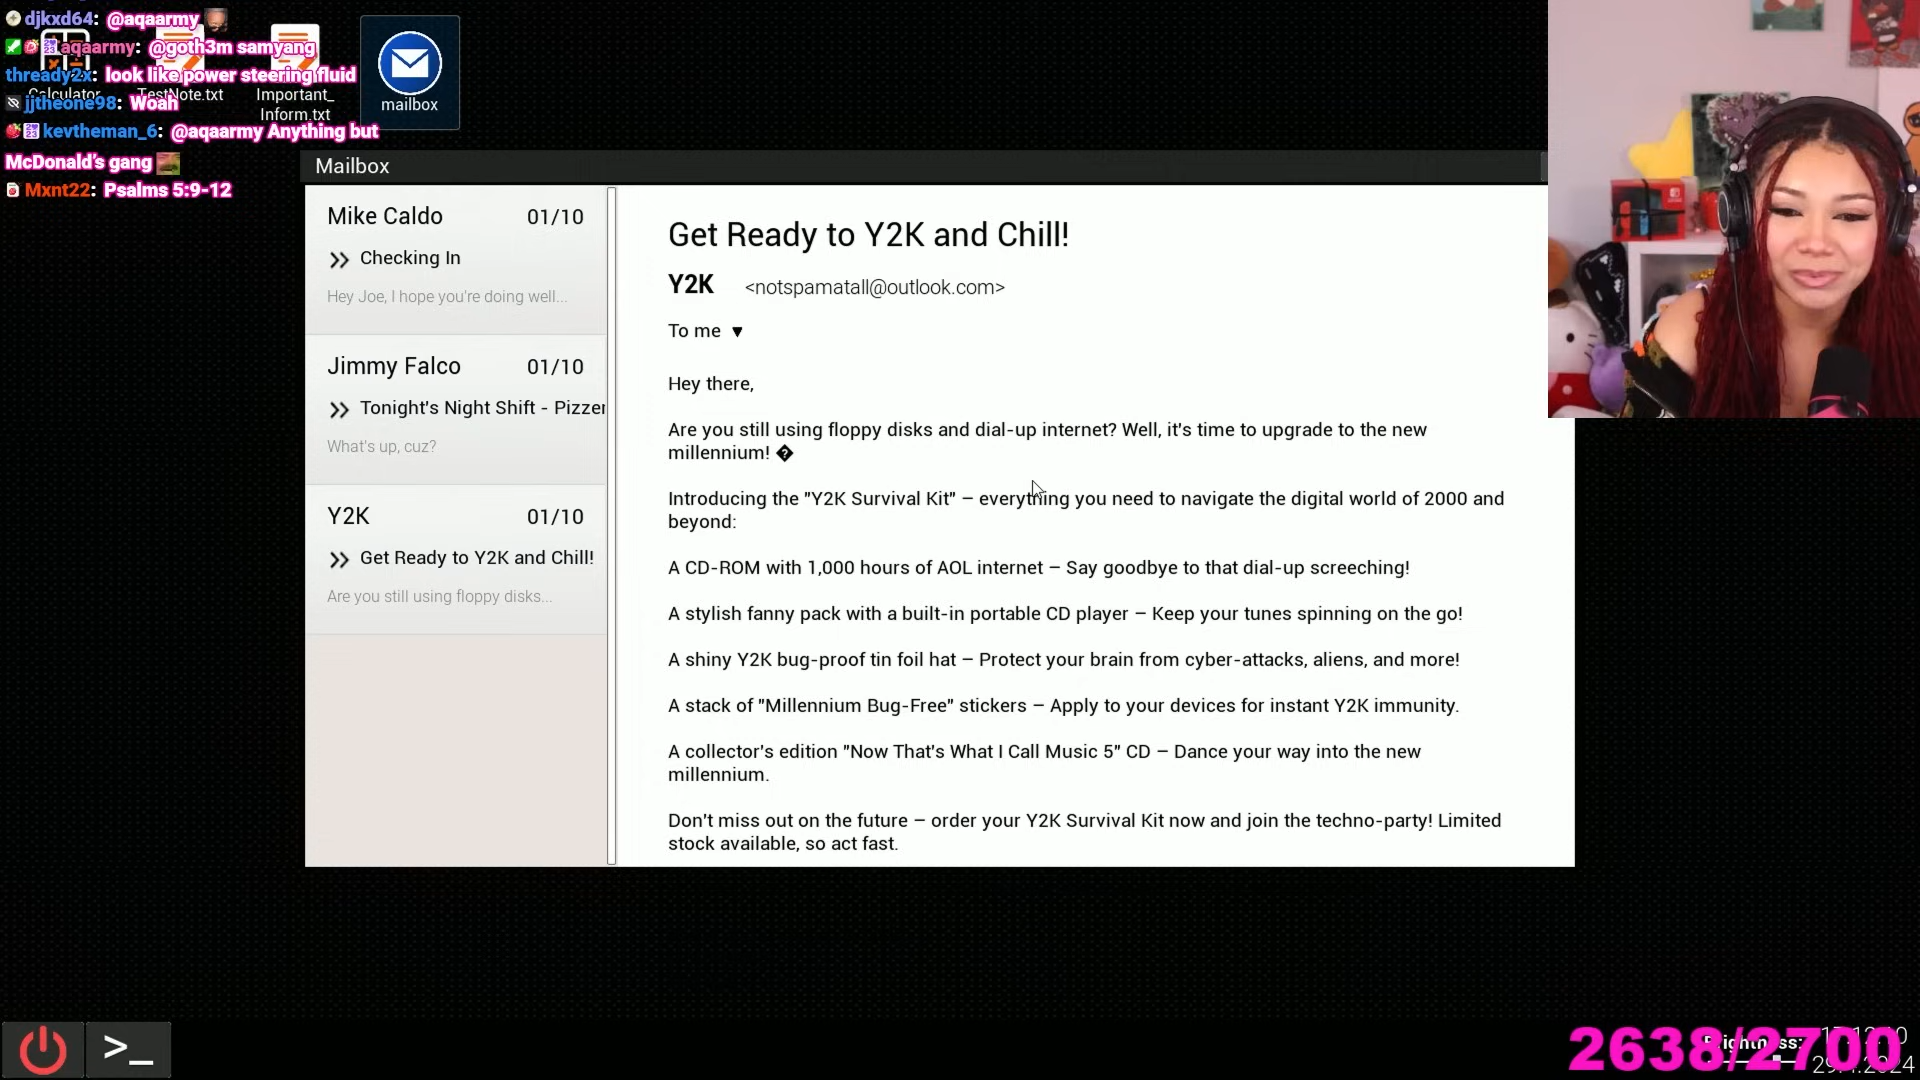 djkxd64: @aqaarmy
aqaarmy: @goth3m samyang
thready2x: look like power steering fluid
jjtheone98: Woah
kevtheman_6: @aqaarmy Anything but
McDonald's gang
Mxnt22: Psalms 5:9-12
Calculator
TestNote.txt
Important_
Inform.txt
mailbox
Mailbox
Mike Caldo 01/10
Checking In
Hey Joe, I hope you're doing well...
Jimmy Falco 01/10
Tonight's Night Shift - Pizzer
What's up, cuz?
Y2K 01/10
Get Ready to Y2K and Chill!
Are you still using floppy disks...
Get Ready to Y2K and Chill!
Y2K <notspamatall@outlook.com>
To me ▼
Hey there,
Are you still using floppy disks and dial-up internet? Well, it's time to upgrade to the new
millennium! �
Introducing the "Y2K Survival Kit" – everything you need to navigate the digital world of 2000 and
beyond:
A CD-ROM with 1,000 hours of AOL internet – Say goodbye to that dial-up screeching!
A stylish fanny pack with a built-in portable CD player – Keep your tunes spinning on the go!
A shiny Y2K bug-proof tin foil hat – Protect your brain from cyber-attacks, aliens, and more!
A stack of "Millennium Bug-Free" stickers – Apply to your devices for instant Y2K immunity.
A collector's edition "Now That's What I Call Music 5" CD – Dance your way into the new
millennium.
Don't miss out on the future – order your Y2K Survival Kit now and join the techno-party! Limited
stock available, so act fast.
>_
2638/2700